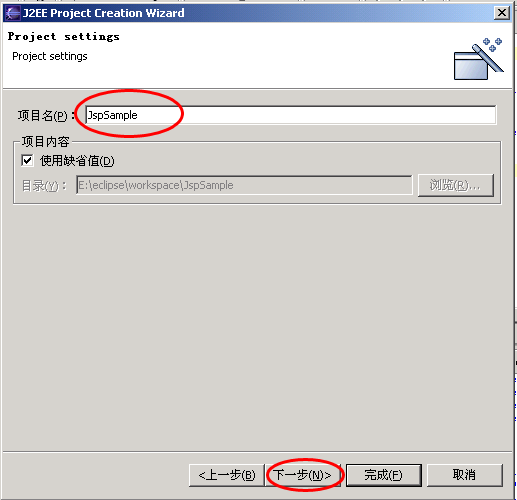 J2EE Project Creation Wizard
Project settings
Project settings
项目名(P)： JspSample
项目内容
使用缺省值(D)
目录(Y)： E:\eclipse\workspace\JspSample 浏览(R)...
<上一步(B) 下一步(N)> 完成(F) 取消